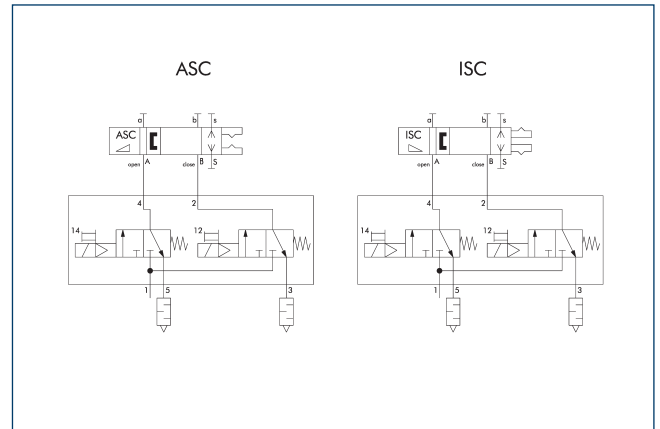 ASC ISC
a b s a b s
ASC ISC
open A close B S open A close B S
4 2 4 2
14 12 14 12
1 5 3 1 5 3